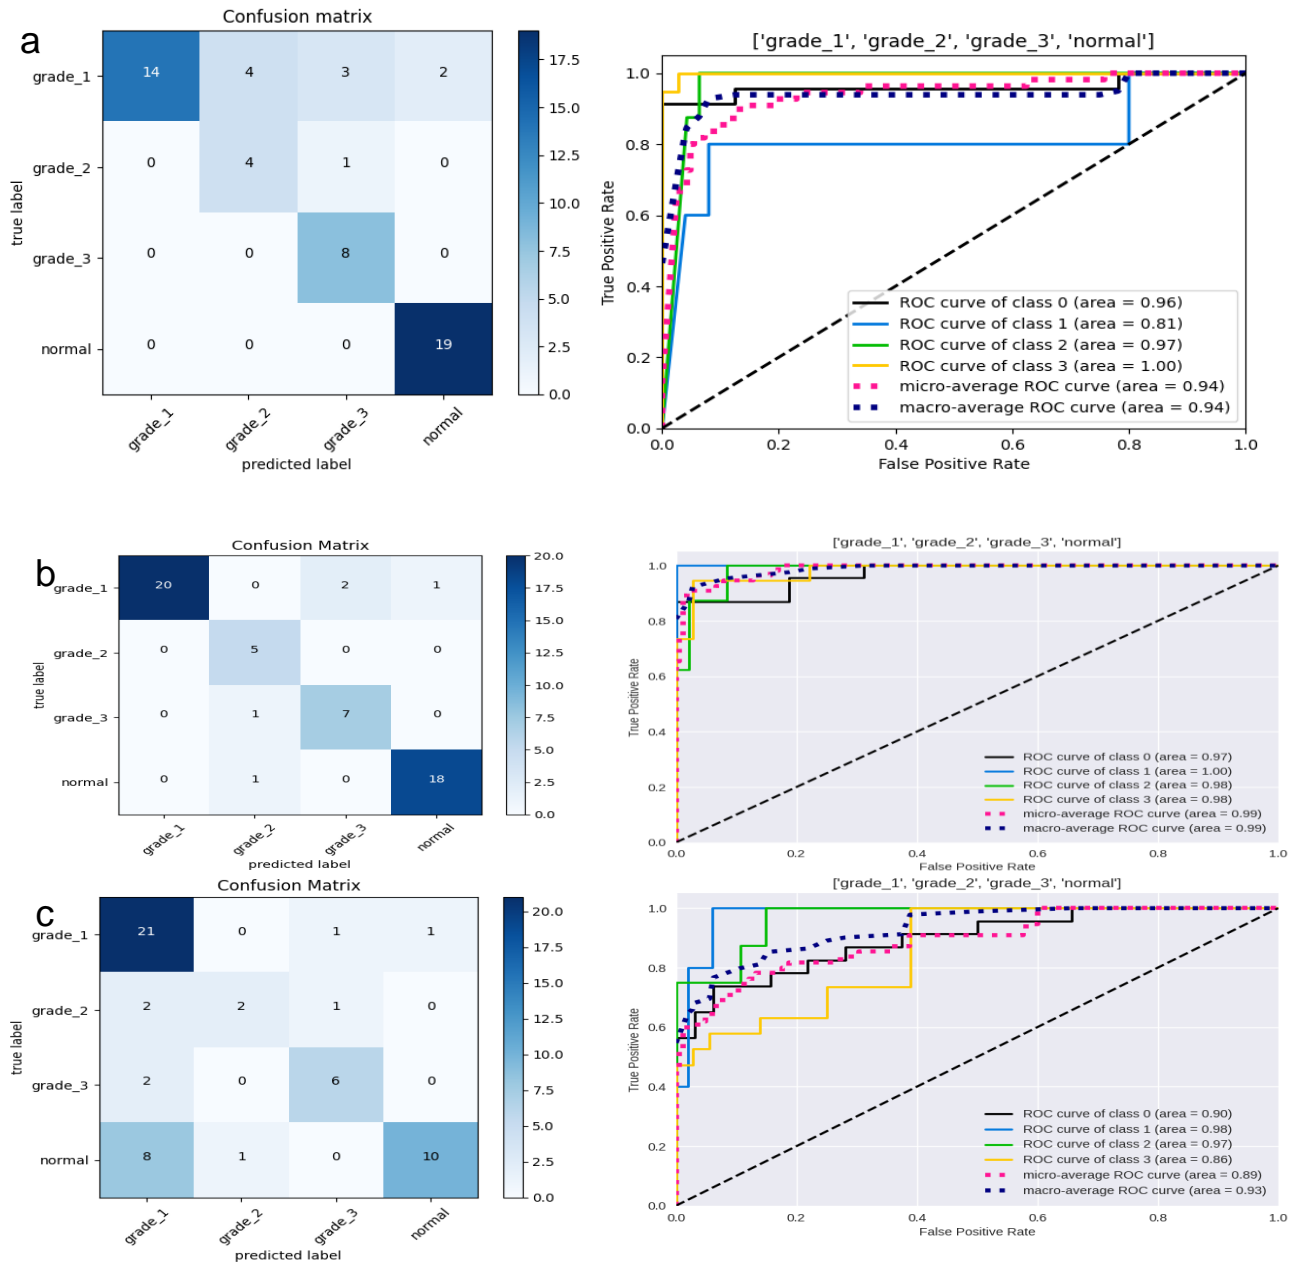 a
Confusion matrix
grade_1 14 4 3 2
grade_2 0 4 1 0
grade_3 0 0 8 0
normal 0 0 0 19
true label
grade_1 grade_2 grade_3 normal
predicted label
17.5
15.0
12.5
10.0
7.5
5.0
2.5
0.0
['grade_1', 'grade_2', 'grade_3', 'normal']
1.0
0.8
0.6
0.4
0.2
0.0
True Positive Rate
ROC curve of class 0 (area = 0.96)
ROC curve of class 1 (area = 0.81)
ROC curve of class 2 (area = 0.97)
ROC curve of class 3 (area = 1.00)
micro-average ROC curve (area = 0.94)
macro-average ROC curve (area = 0.94)
0.0 0.2 0.4 0.6 0.8 1.0
False Positive Rate
b
Confusion Matrix
grade_1 20 0 2 1
grade_2 0 5 0 0
grade_3 0 1 7 0
normal 0 1 0 18
true label
grade_1 grade_2 grade_3 normal
predicted label
20.0
17.5
15.0
12.5
10.0
7.5
5.0
2.5
0.0
['grade_1', 'grade_2', 'grade_3', 'normal']
1.0
0.8
0.6
0.4
0.2
0.0
True Positive Rate
ROC curve of class 0 (area = 0.97)
ROC curve of class 1 (area = 1.00)
ROC curve of class 2 (area = 0.98)
ROC curve of class 3 (area = 0.98)
micro-average ROC curve (area = 0.99)
macro-average ROC curve (area = 0.99)
0.0 0.2 0.4 0.6 0.8 1.0
False Positive Rate
c
Confusion Matrix
grade_1 21 0 1 1
grade_2 2 2 1 0
grade_3 2 0 6 0
normal 8 1 0 10
true label
grade_1 grade_2 grade_3 normal
predicted label
20.0
17.5
15.0
12.5
10.0
7.5
5.0
2.5
0.0
['grade_1', 'grade_2', 'grade_3', 'normal']
1.0
0.8
0.6
0.4
0.2
0.0
True Positive Rate
ROC curve of class 0 (area = 0.90)
ROC curve of class 1 (area = 0.98)
ROC curve of class 2 (area = 0.97)
ROC curve of class 3 (area = 0.86)
micro-average ROC curve (area = 0.89)
macro-average ROC curve (area = 0.93)
0.0 0.2 0.4 0.6 0.8 1.0
False Positive Rate